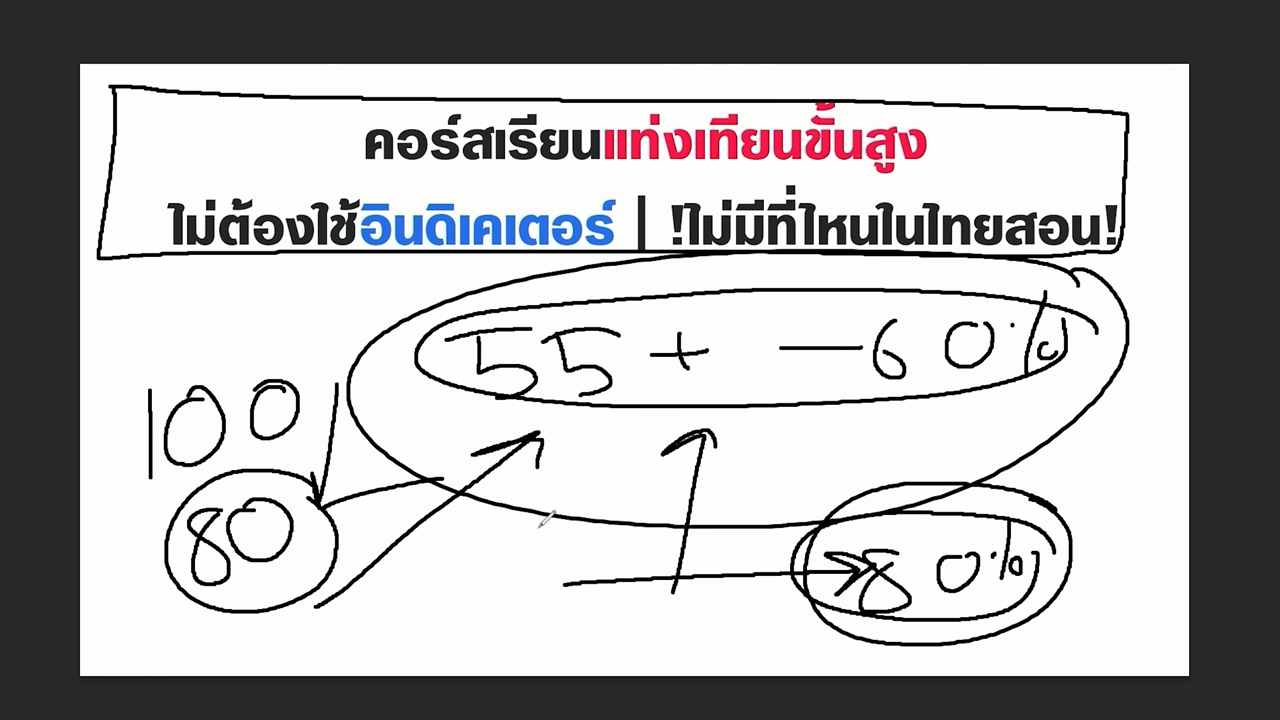 คอร์สเรียนแท่งเทียนขั้นสูง
ไม่ต้องใช้อินดิเคเตอร์ | !ไม่มีที่ไหนในไทยสอน!
55 + - 60%
100
80
80%